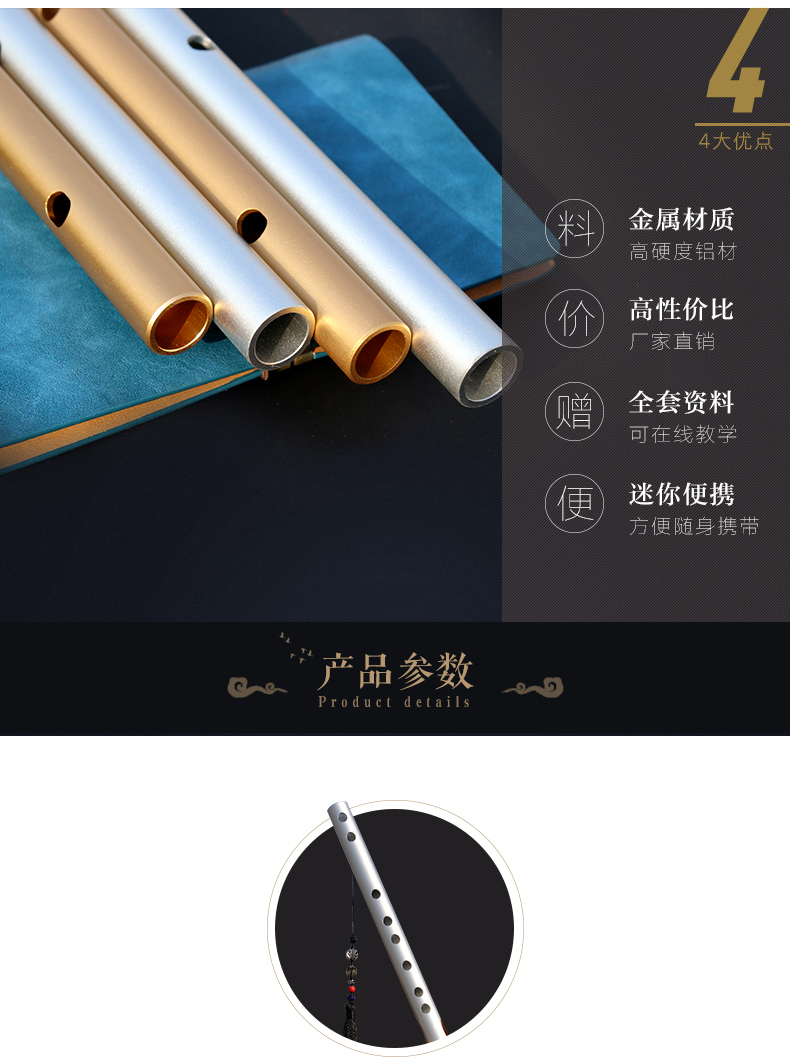 4
4大优点
料
金属材质
高硬度铝材
价
高性价比
厂家直销
赠
全套资料
可在线教学
便
迷你便携
方便随身携带
产品参数
Product details